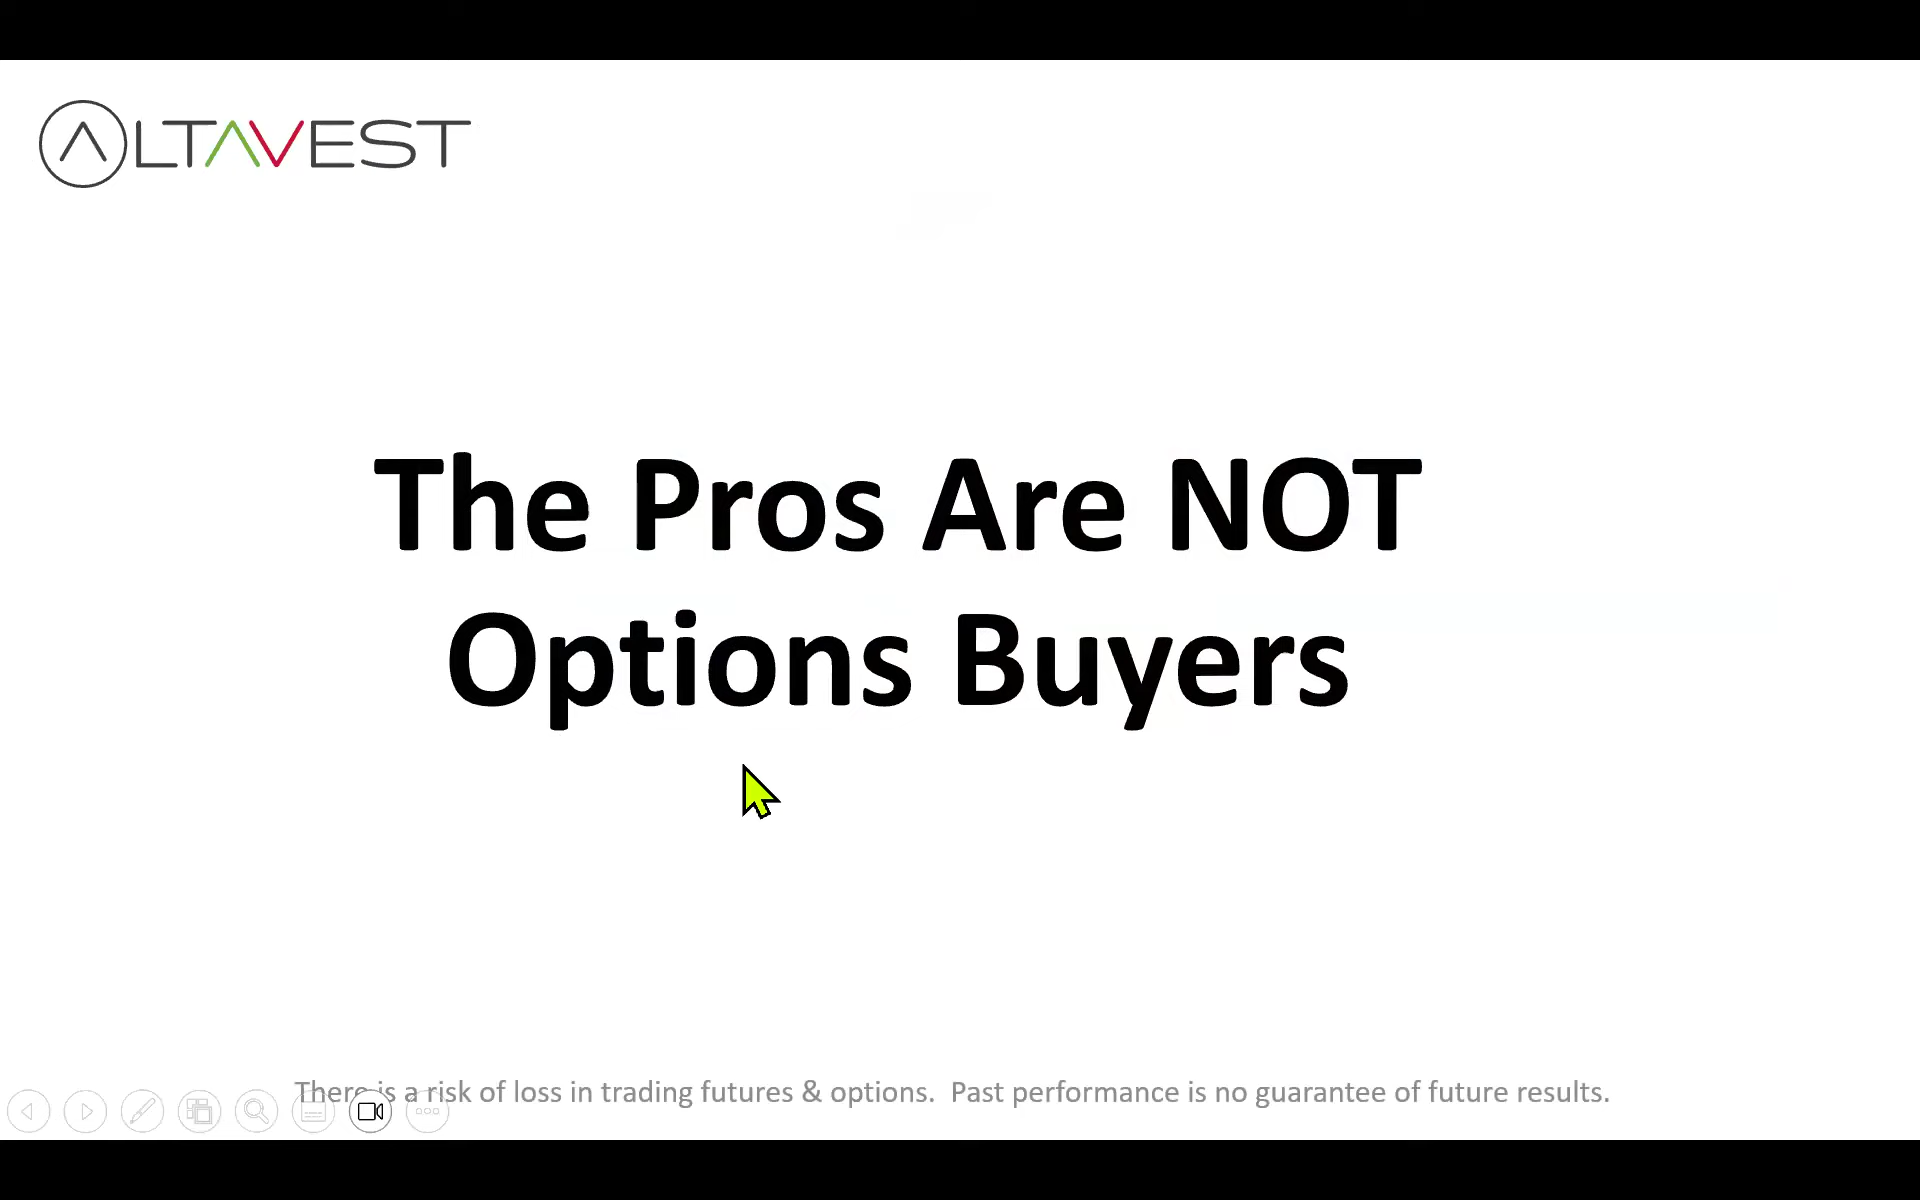 ALTAVEST
The Pros Are NOT
Options Buyers
There is a risk of loss in trading futures & options.  Past performance is no guarantee of future results.